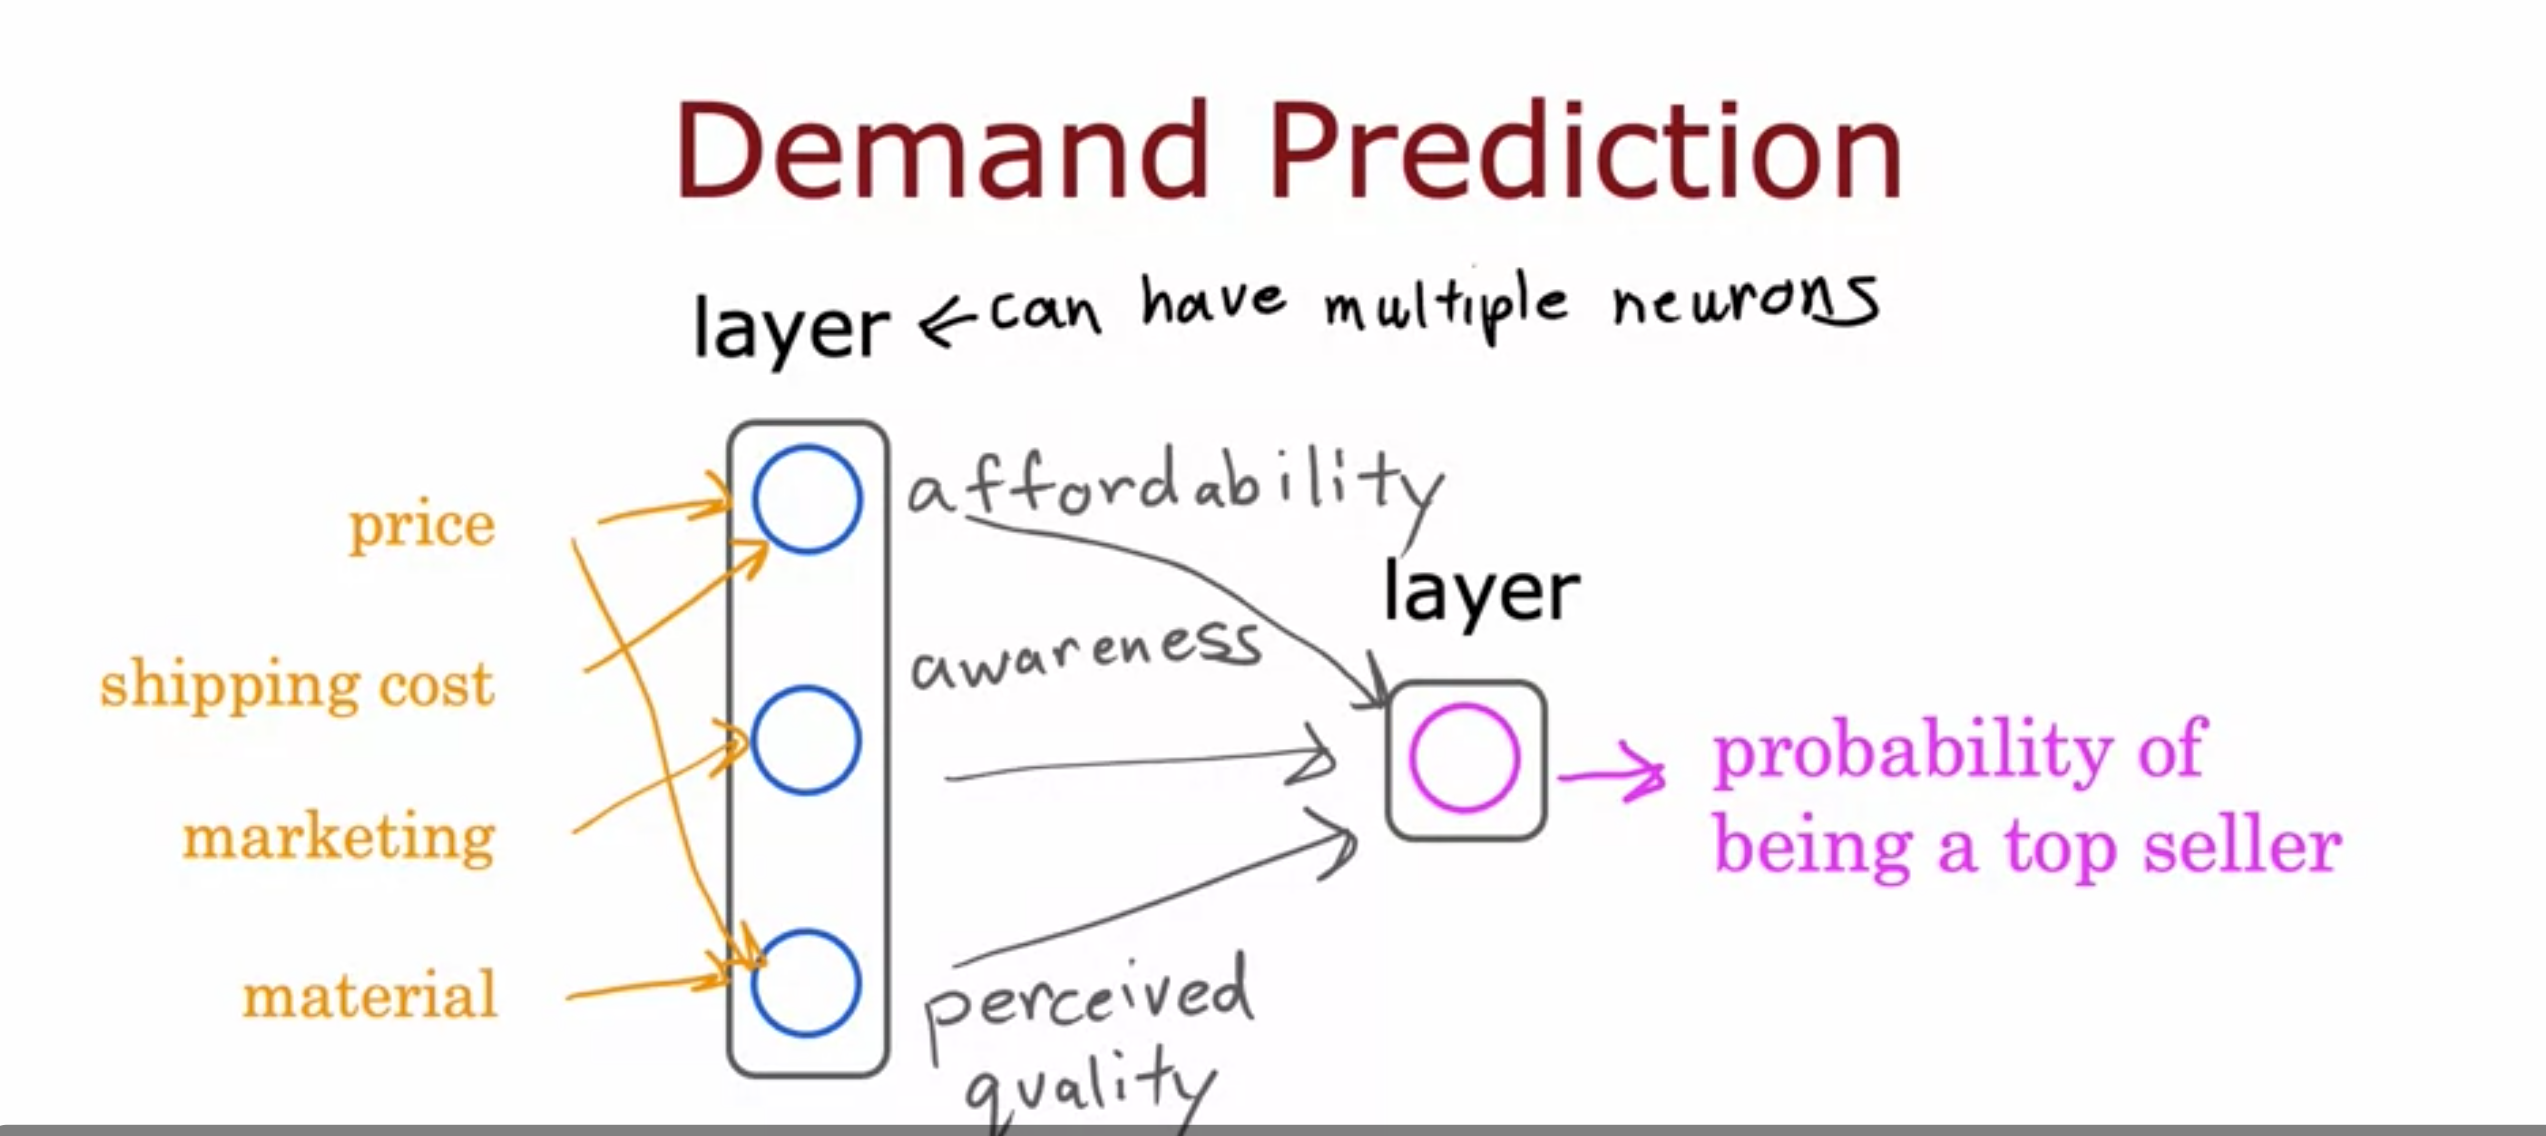 Demand Prediction
layer ← can have multiple neurons
price
shipping cost
marketing
material
affordability
awareness
perceived
quality
layer
probability of
being a top seller